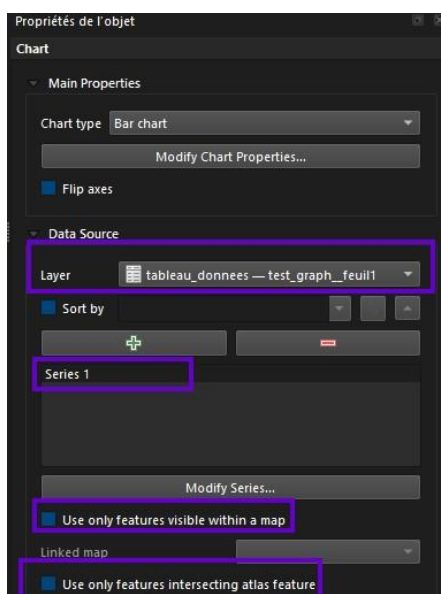 Propriétés de l'objet
Chart
Main Properties
Chart type Bar chart
Modify Chart Properties...
Flip axes
Data Source
Layer tableau_donnees — test_graph__feuil1
Sort by
Series 1
Modify Series...
Use only features visible within a map
Linked map
Use only features intersecting atlas feature